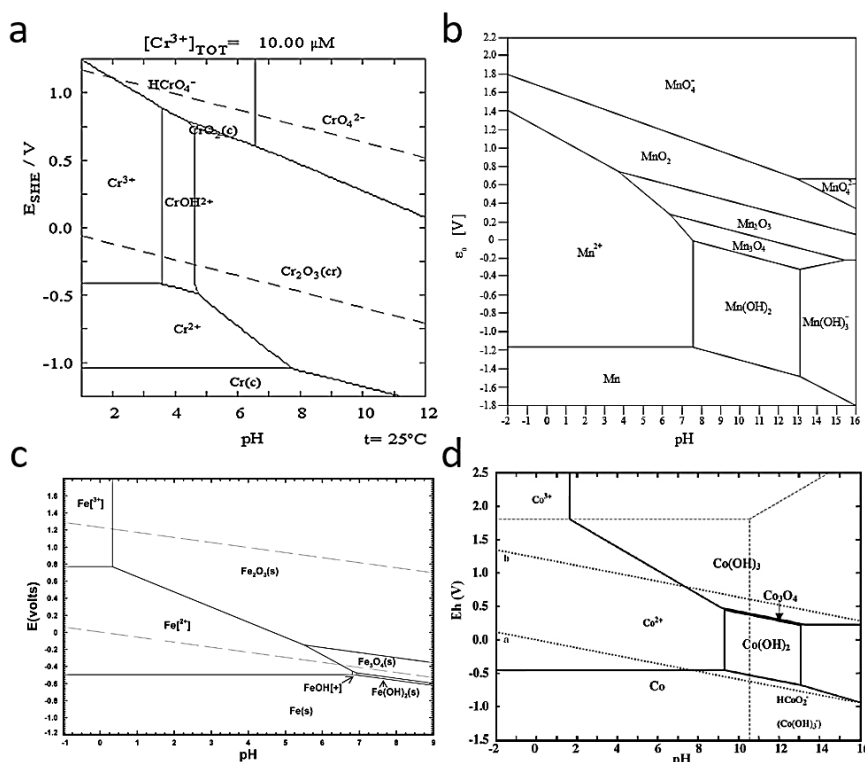 a
[Cr³⁺]TOT= 10.00 µM
HCrO₄⁻
CrO₄²⁻
CrO₂(c)
Cr³⁺
CrOH²⁺
Cr₂O₃(cr)
Cr²⁺
Cr(c)
ESHE / V
1.0
0.5
0.0
-0.5
-1.0
2 4 6 8 10 12
pH
t= 25°C
b
2.2
2.0
1.8
1.6
1.4
1.2
1.0
0.8
0.6
0.4
0.2
0
-0.2
-0.4
-0.6
-0.8
-1.0
-1.2
-1.4
-1.6
-1.8
ε₀ [V]
MnO₄⁻
MnO₂
MnO₄²⁻
Mn₂O₃
Mn₃O₄
Mn²⁺
Mn(OH)₂
Mn(OH)₃⁻
Mn
-2 -1 0 1 2 3 4 5 6 7 8 9 10 11 12 13 14 15 16
pH
c
1.6
1.4
1.2
1.0
0.8
0.6
0.4
0.2
0.0
-0.2
-0.4
-0.6
-0.8
-1.0
-1.2
E(volts)
Fe[³⁺]
Fe₂O₃(s)
Fe[²⁺]
Fe₃O₄(s)
FeOH[+]
Fe(OH)₂(s)
Fe(s)
-1 0 1 2 3 4 5 6 7 8 9
pH
d
2.5
2.0
1.5
1.0
0.5
0.0
-0.5
-1.0
-1.5
Eh (V)
Co³⁺
b
Co(OH)₃
Co₃O₄
Co²⁺
a
Co(OH)₂
Co
HCoO₂⁻
(Co(OH)₃⁻)
-2 0 2 4 6 8 10 12 14 16
pH